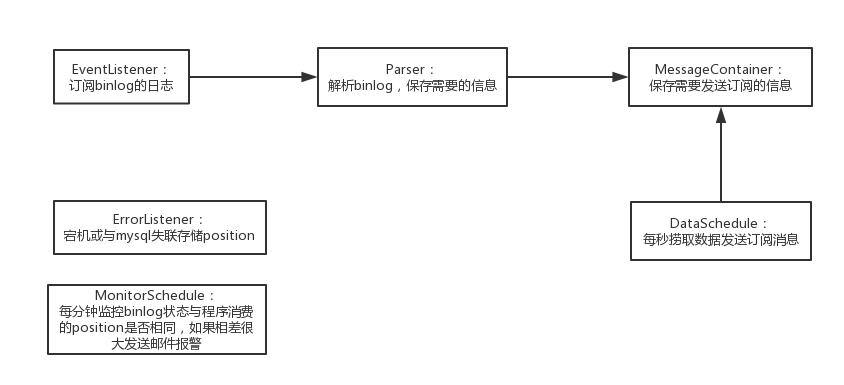 EventListener：
订阅binlog的日志
Parser：
解析binlog，保存需要的信息
MessageContainer：
保存需要发送订阅的信息
ErrorListener：
宕机或与mysql失联存储position
DataSchedule：
每秒捞取数据发送订阅消息
MonitorSchedule：
每分钟监控binlog状态与程序消费
的position是否相同，如果相差很
大发送邮件报警